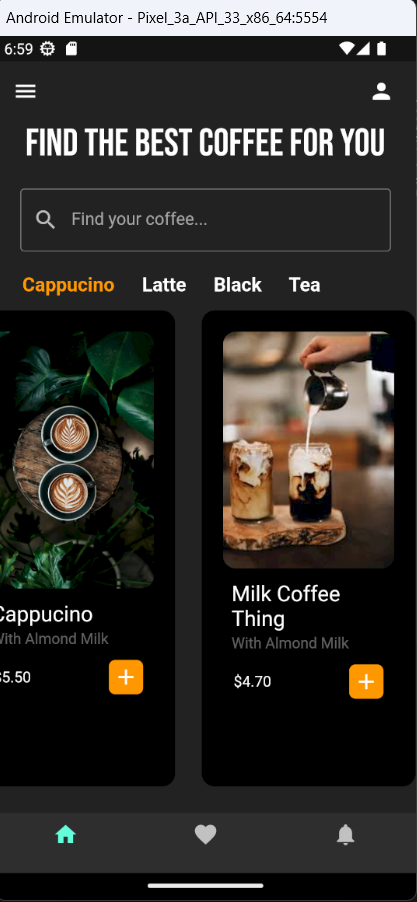 Android Emulator - Pixel_3a_API_33_x86_64:5554
6:59
FIND THE BEST COFFEE FOR YOU
Find your coffee...
Cappucino Latte Black Tea
Cappucino
With Almond Milk
$5.50
Milk Coffee
Thing
With Almond Milk
$4.70